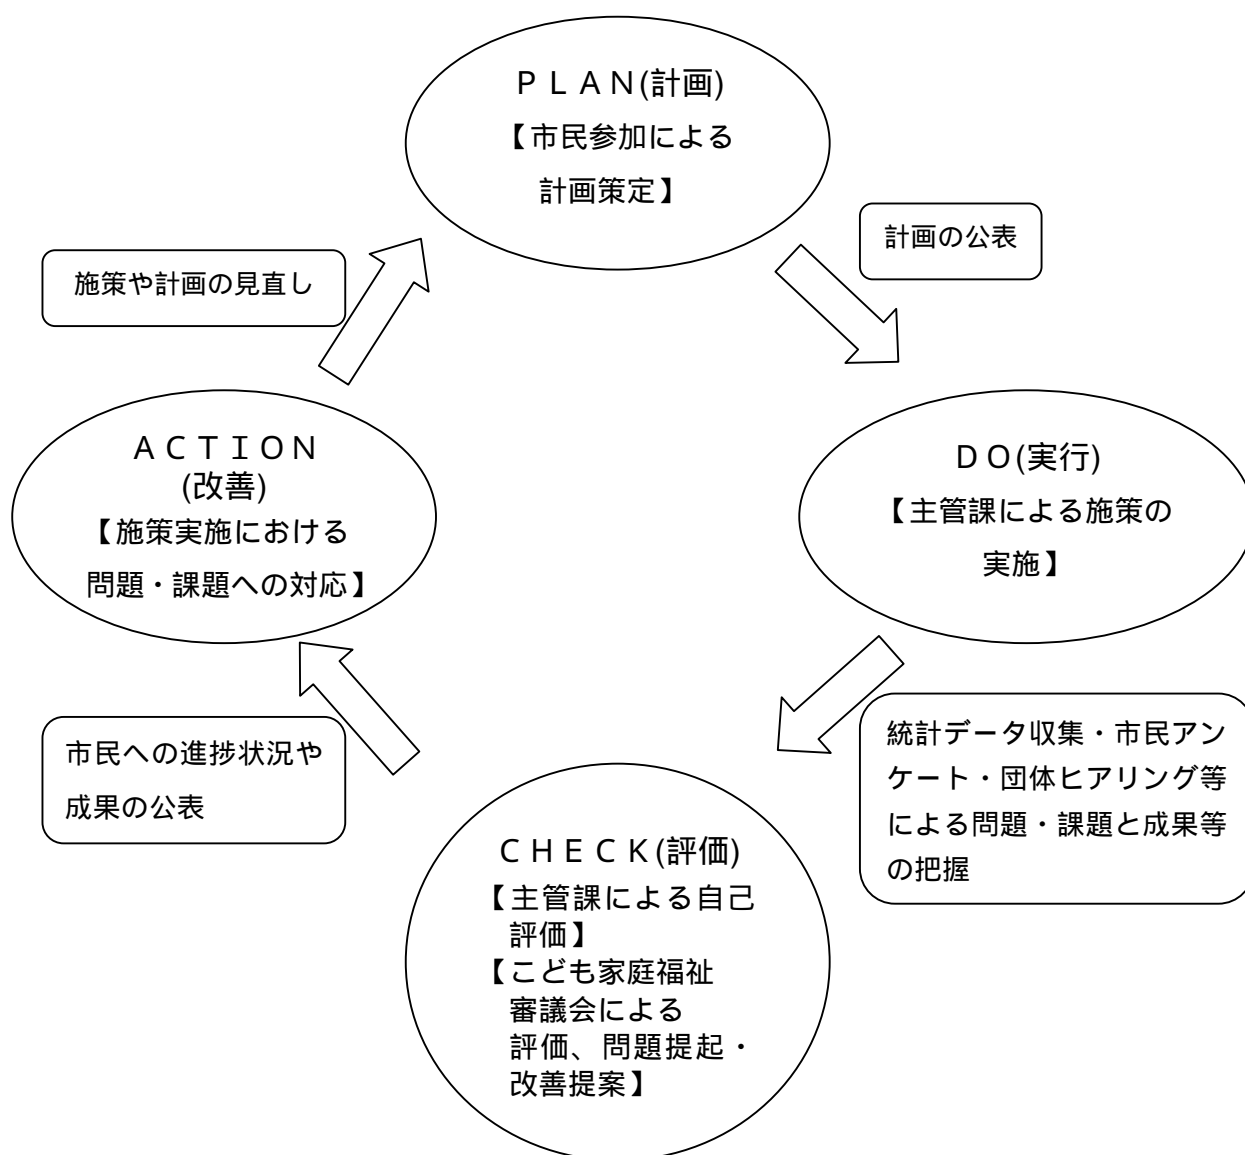 ＰＬＡＮ(計画)
【市民参加による
計画策定】
計画の公表
施策や計画の見直し
ＡＣＴＩＯＮ
(改善)
【施策実施における
問題・課題への対応】
ＤＯ(実行)
【主管課による施策の
実施】
市民への進捗状況や
成果の公表
統計データ収集・市民アン
ケート・団体ヒアリング等
による問題・課題と成果等
の把握
ＣＨＥＣＫ(評価)
【主管課による自己
評価】
【こども家庭福祉
審議会による
評価、問題提起・
改善提案】